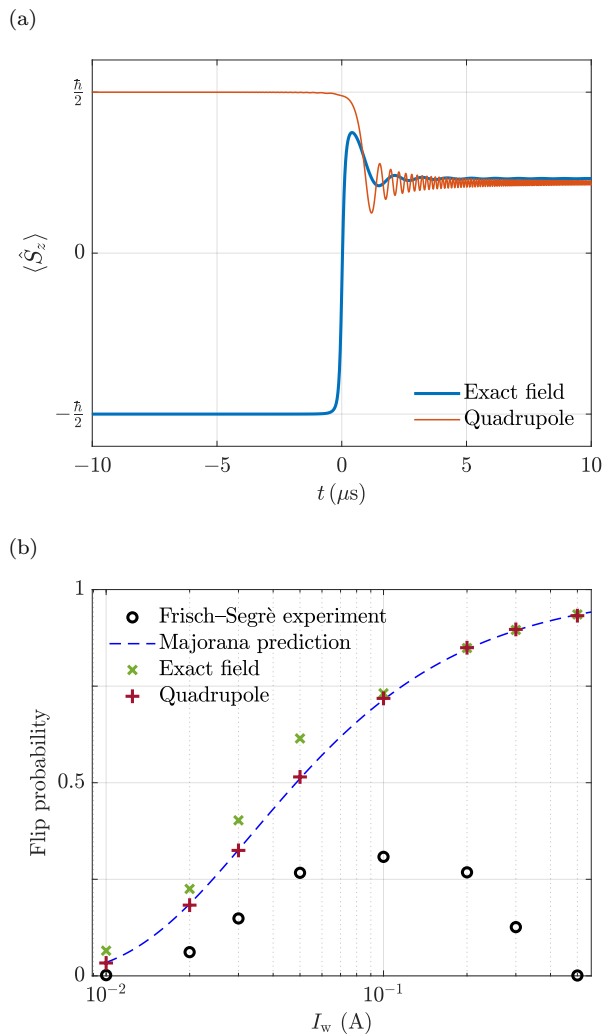 (a)
ħ/2
0
−ħ/2
⟨Ŝz⟩
Exact field
Quadrupole
−10 −5 0 5 10
t (μs)
(b)
1
0.5
0
Flip probability
Frisch–Segrè experiment
Majorana prediction
Exact field
Quadrupole
10⁻² 10⁻¹
I_w (A)